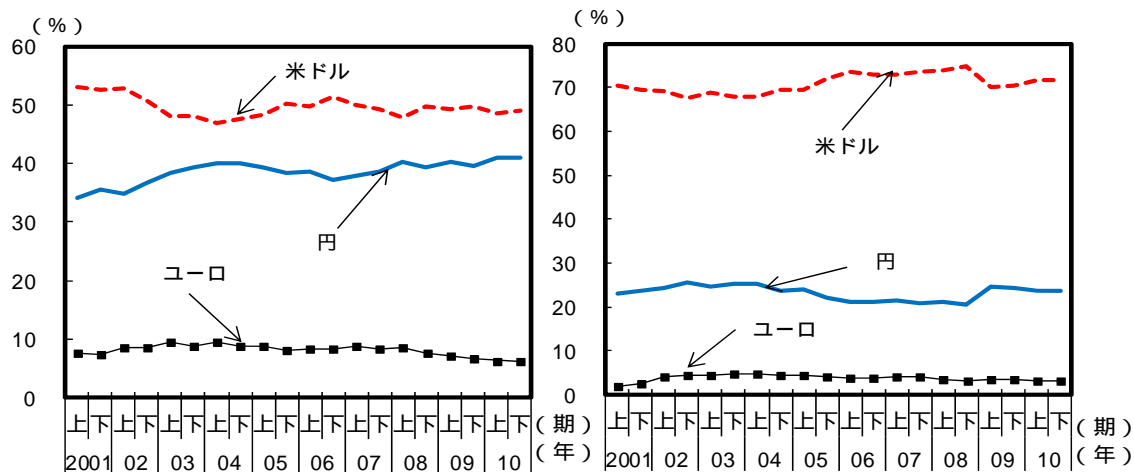 （％）
60
50
40
30
20
10
0
米ドル
円
ユーロ
上 下 上 下 上 下 上 下 上 下 上 下 上 下 上 下 上 下 上 下 （期）
2001 02 03 04 05 06 07 08 09 10 （年）
（％）
80
70
60
50
40
30
20
10
0
米ドル
円
ユーロ
上 下 上 下 上 下 上 下 上 下 上 下 上 下 上 下 上 下 上 下 （期）
2001 02 03 04 05 06 07 08 09 10 （年）